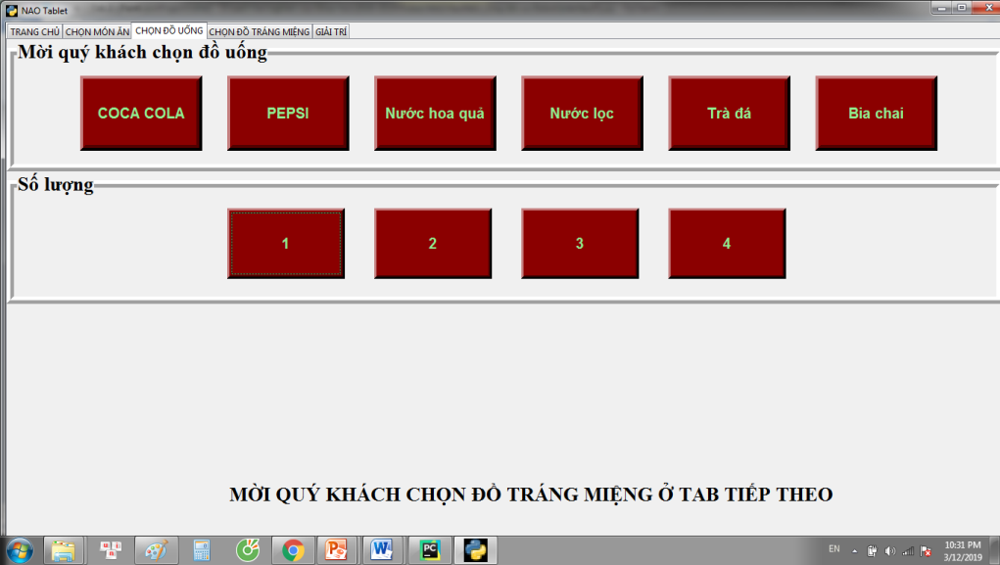 NAO Tablet
TRANG CHỦ CHỌN MÓN ĂN CHỌN ĐỒ UỐNG CHỌN ĐỒ TRÁNG MIỆNG GIẢI TRÍ
Mời quý khách chọn đồ uống
COCA COLA PEPSI Nước hoa quả Nước lọc Trà đá Bia chai
Số lượng
1 2 3 4
MỜI QUÝ KHÁCH CHỌN ĐỒ TRÁNG MIỆNG Ở TAB TIẾP THEO
EN 10:31 PM
3/12/2019